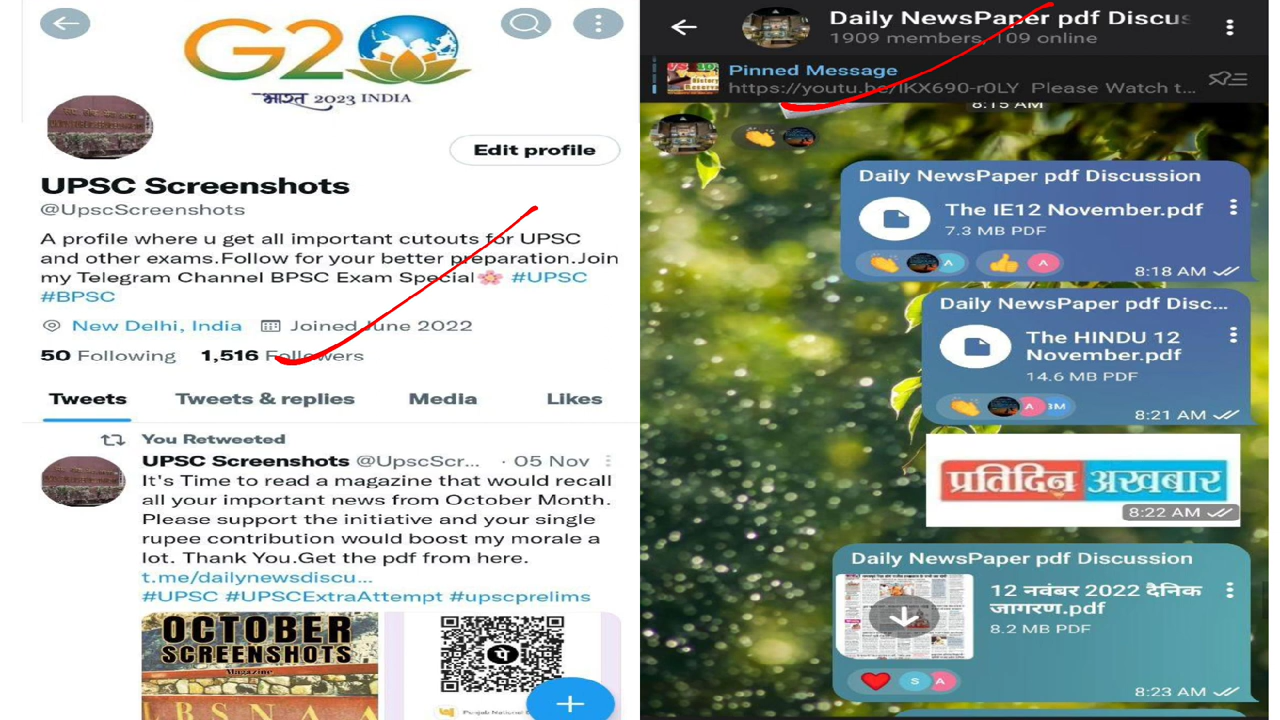 G20
भारत 2023 INDIA
Edit profile
UPSC Screenshots
@UpscScreenshots
A profile where u get all important cutouts for UPSC
and other exams.Follow for your better preparation.Join
my Telegram Channel BPSC Exam Special🌸 #UPSC
#BPSC
New Delhi, India Joined June 2022
50 Following 1,516 Followers
Tweets Tweets & replies Media Likes
You Retweeted
UPSC Screenshots @UpscScr... · 05 Nov
It's Time to read a magazine that would recall
all your important news from October Month.
Please support the initiative and your single
rupee contribution would boost my morale a
lot. Thank You.Get the pdf from here.
t.me/dailynewsdiscu...
#UPSC #UPSCExtraAttempt #upscprelims
OCTOBER
SCREENSHOTS
Magazine
L B S N A A
Punjab National
Daily NewsPaper pdf Discus
1909 members, 109 online
Pinned Message
https://youtu.be/IKX690-r0LY Please Watch t...
8:15 AM
Daily NewsPaper pdf Discussion
The IE12 November.pdf
7.3 MB PDF
A A
8:18 AM
Daily NewsPaper pdf Disc...
The HINDU 12
November.pdf
14.6 MB PDF
A BM
8:21 AM
प्रतिदिन अखबार
8:22 AM
Daily NewsPaper pdf Discussion
12 नवंबर 2022 दैनिक
जागरण.pdf
8.2 MB PDF
S A
8:23 AM